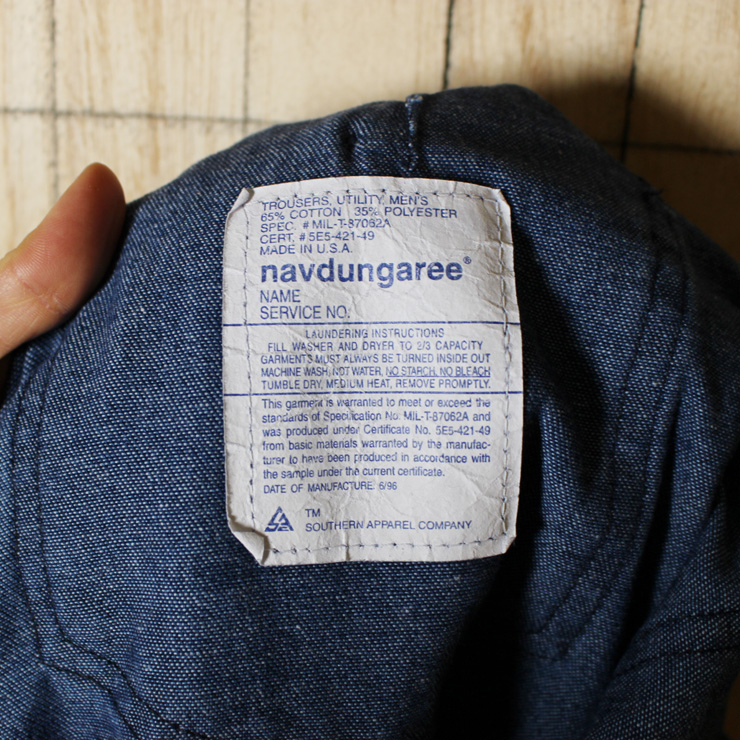 TROUSERS, UTILITY, MEN'S
65% COTTON 35% POLYESTER
SPEC. # MIL-T-87062A
CERT. # 5E5-421-49
MADE IN U.S.A.
navdungaree®
NAME
SERVICE NO.
LAUNDERING INSTRUCTIONS
FILL WASHER AND DRYER TO 2/3 CAPACITY
GARMENTS MUST ALWAYS BE TURNED INSIDE OUT
MACHINE WASH, HOT WATER, NO STARCH, NO BLEACH
TUMBLE DRY, MEDIUM HEAT, REMOVE PROMPTLY.
This garment is warranted to meet or exceed the
standards of Specification No. MIL-T-87062A and
was produced under Certificate No. 5E5-421-49
from basic materials warranted by the manufac-
turer to have been produced in accordance with
the sample under the current certificate.
DATE OF MANUFACTURE: 6/96
TM
SOUTHERN APPAREL COMPANY